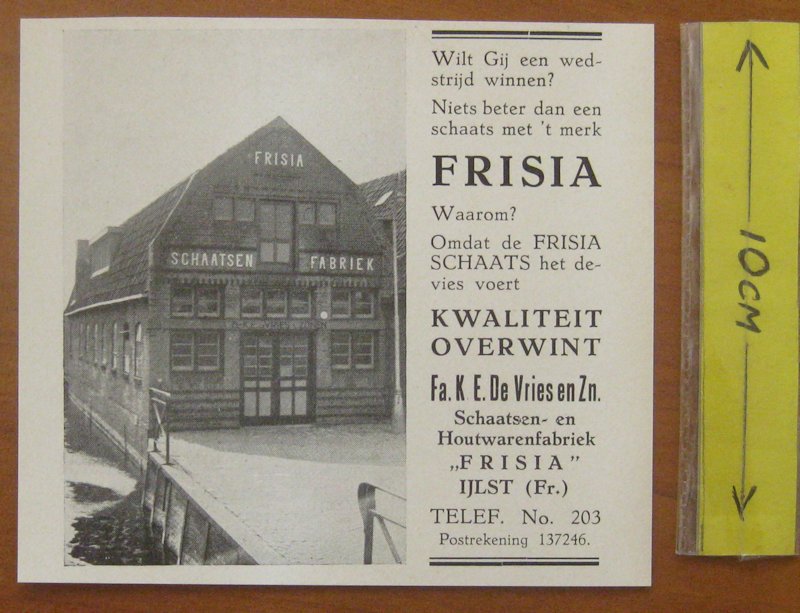 FRISIA
SCHAATSEN FABRIEK
Wilt Gij een wed-
strijd winnen?
Niets beter dan een
schaats met 't merk
FRISIA
Waarom?
Omdat de FRISIA
SCHAATS het de-
vies voert
KWALITEIT
OVERWINT
Fa. K E. De Vries en Zn.
Schaatsen- en
Houtwarenfabriek
„FRISIA”
IJLST (Fr.)
TELEF. No. 203
Postrekening 137246.
10CM